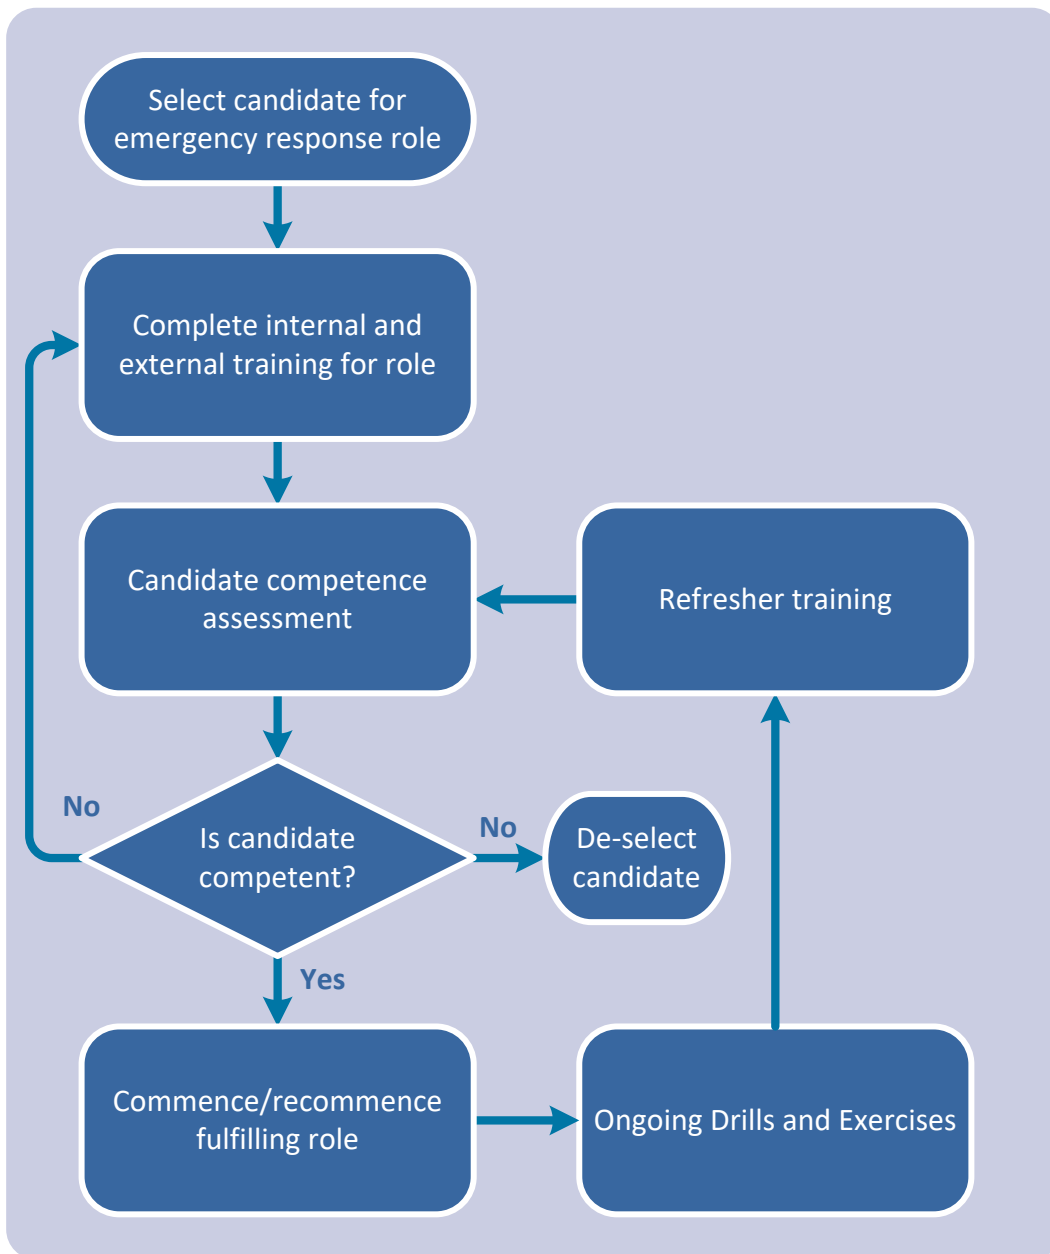 Select candidate for
emergency response role
Complete internal and
external training for role
Candidate competence
assessment
Refresher training
No
Is candidate
competent?
No
De-select
candidate
Yes
Commence/recommence
fulfilling role
Ongoing Drills and Exercises